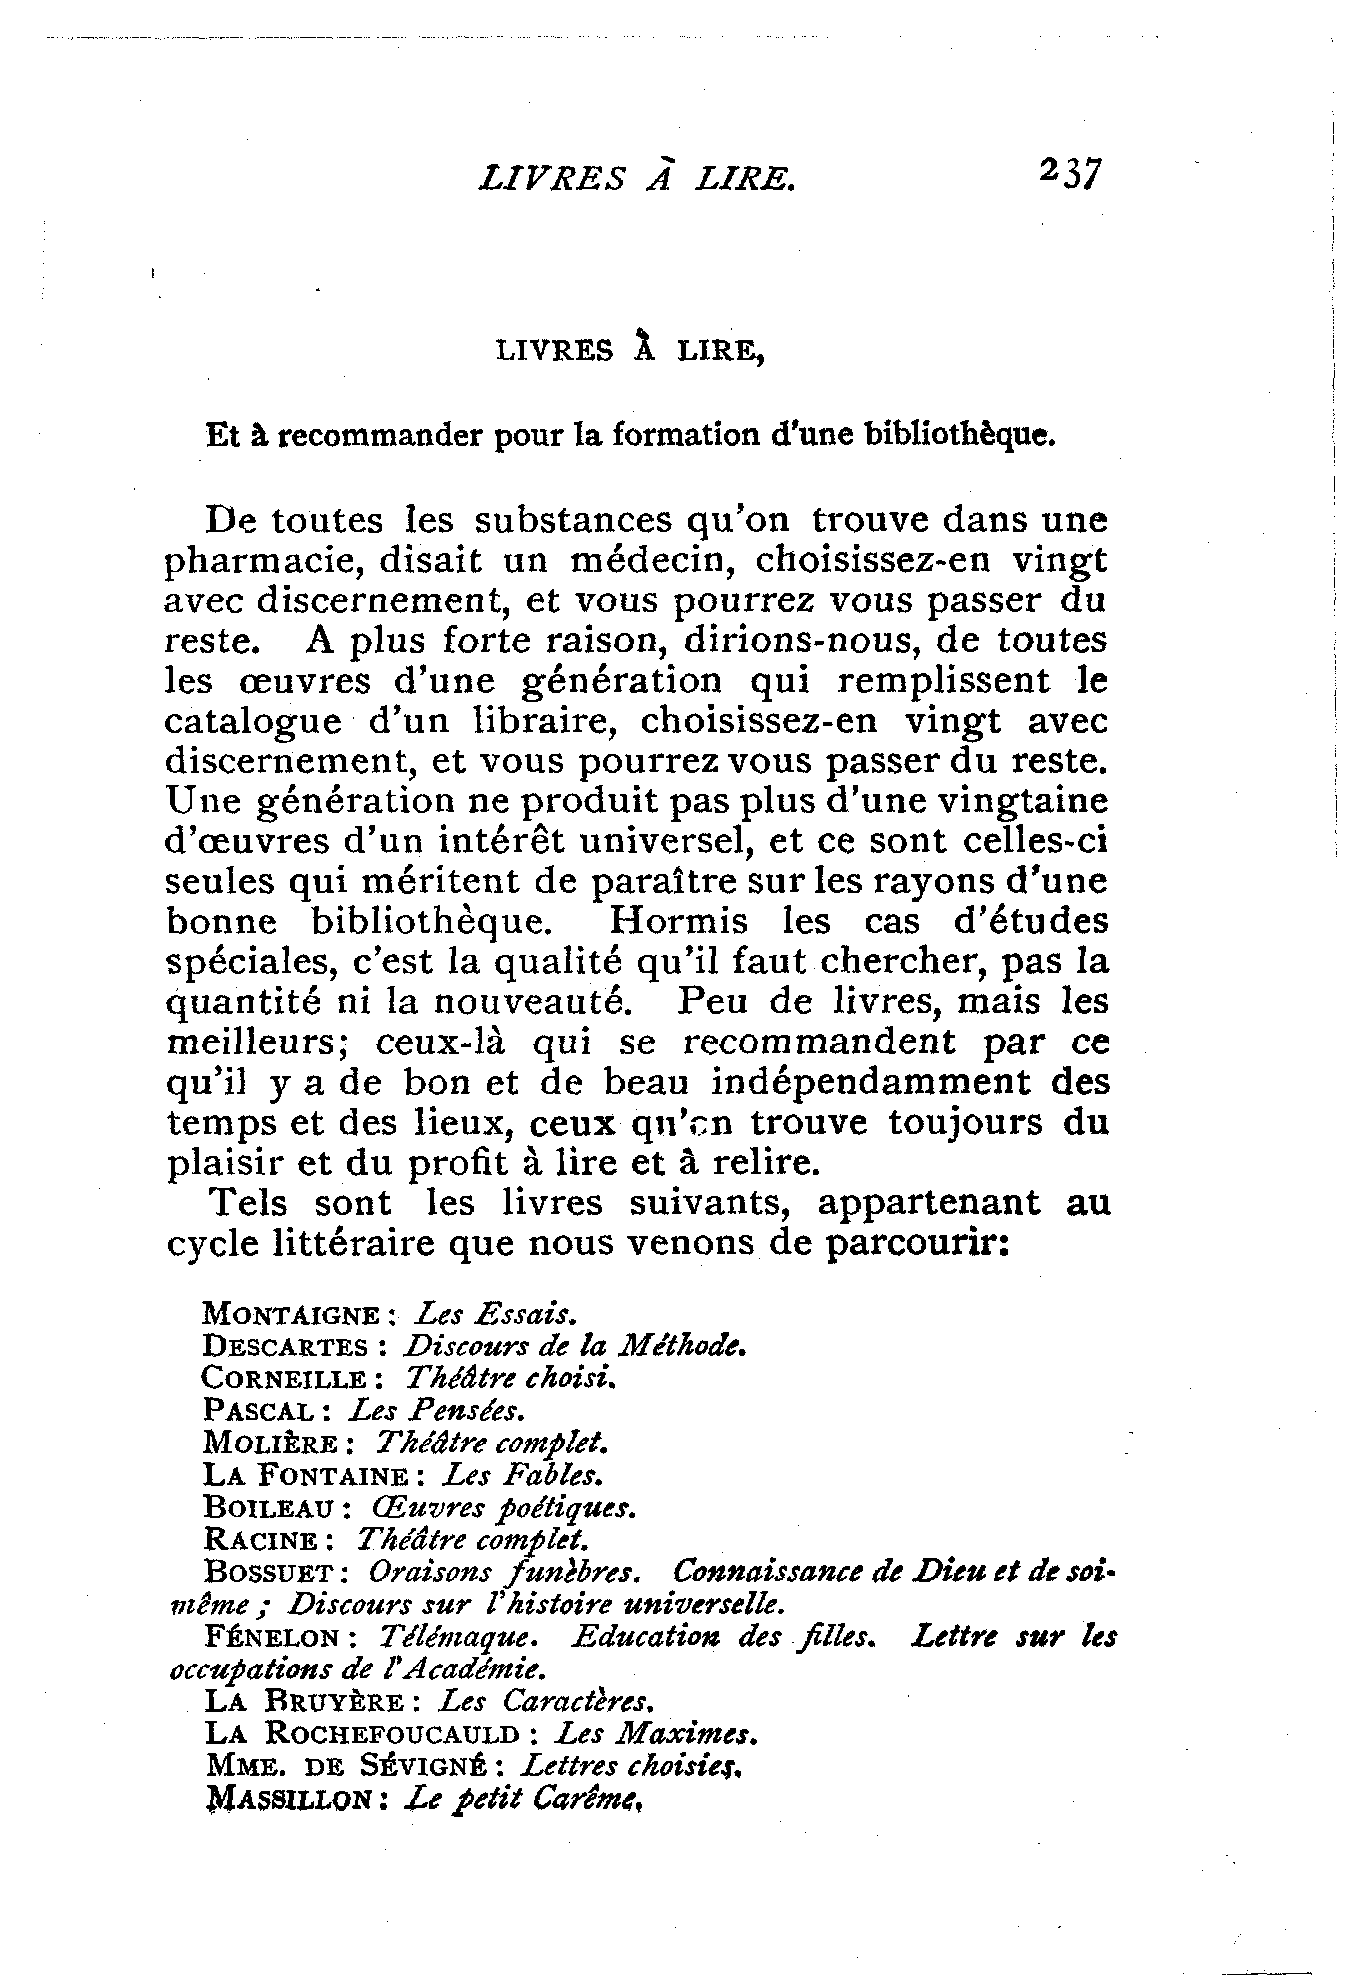 LIVRES À LIRE. 237
LIVRES À LIRE,
Et à recommander pour la formation d'une bibliothèque.
De toutes les substances qu'on trouve dans une
pharmacie, disait un médecin, choisissez-en vingt
avec discernement, et vous pourrez vous passer du
reste. A plus forte raison, dirions-nous, de toutes
les œuvres d'une génération qui remplissent le
catalogue d'un libraire, choisissez-en vingt avec
discernement, et vous pourrez vous passer du reste.
Une génération ne produit pas plus d'une vingtaine
d'œuvres d'un intérêt universel, et ce sont celles-ci
seules qui méritent de paraître sur les rayons d'une
bonne bibliothèque. Hormis les cas d'études
spéciales, c'est la qualité qu'il faut chercher, pas la
quantité ni la nouveauté. Peu de livres, mais les
meilleurs; ceux-là qui se recommandent par ce
qu'il y a de bon et de beau indépendamment des
temps et des lieux, ceux qu'on trouve toujours du
plaisir et du profit à lire et à relire.
Tels sont les livres suivants, appartenant au
cycle littéraire que nous venons de parcourir:
MONTAIGNE : Les Essais.
DESCARTES : Discours de la Méthode.
CORNEILLE : Théâtre choisi.
PASCAL : Les Pensées.
MOLIÈRE : Théâtre complet.
LA FONTAINE : Les Fables.
BOILEAU : Œuvres poétiques.
RACINE : Théâtre complet.
BOSSUET : Oraisons funèbres. Connaissance de Dieu et de soi-
même ; Discours sur l'histoire universelle.
FÉNELON : Télémaque. Education des filles. Lettre sur les
occupations de l'Académie.
LA BRUYÈRE : Les Caractères.
LA ROCHEFOUCAULD : Les Maximes.
MME. DE SÉVIGNÉ : Lettres choisies.
MASSILLON : Le petit Carême.